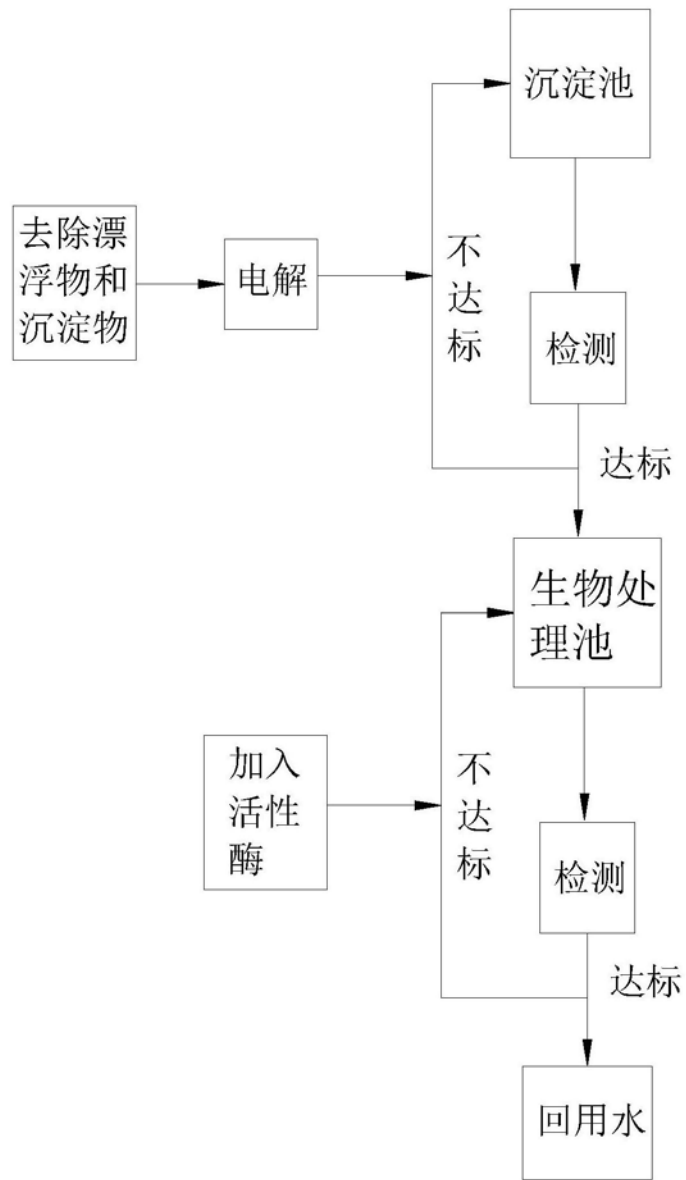 沉淀池
去除漂
浮物和
沉淀物
电解
不
达
标
检测
达标
生物处
理池
加入
活性
酶
不
达
标
检测
达标
回用水